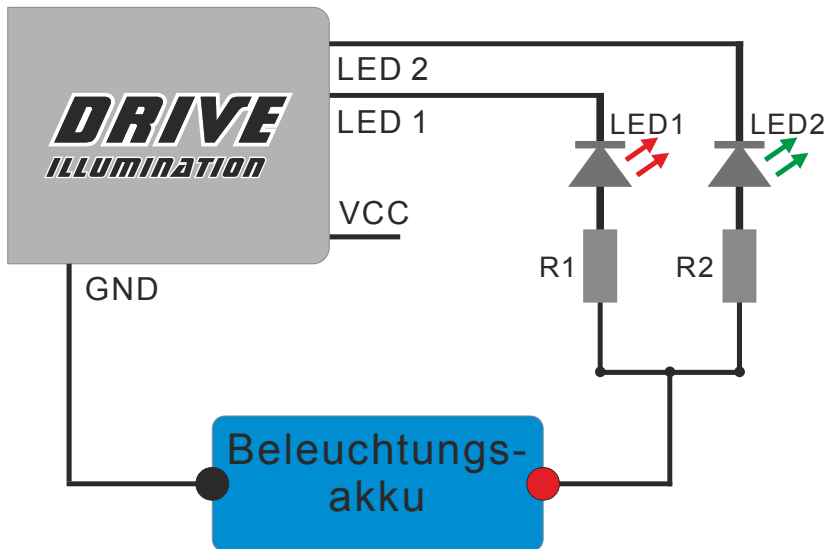 LED 2
DRIVE
ILLUMINATION
LED 1
LED1
LED2
VCC
R1
R2
GND
Beleuchtungs-
akku